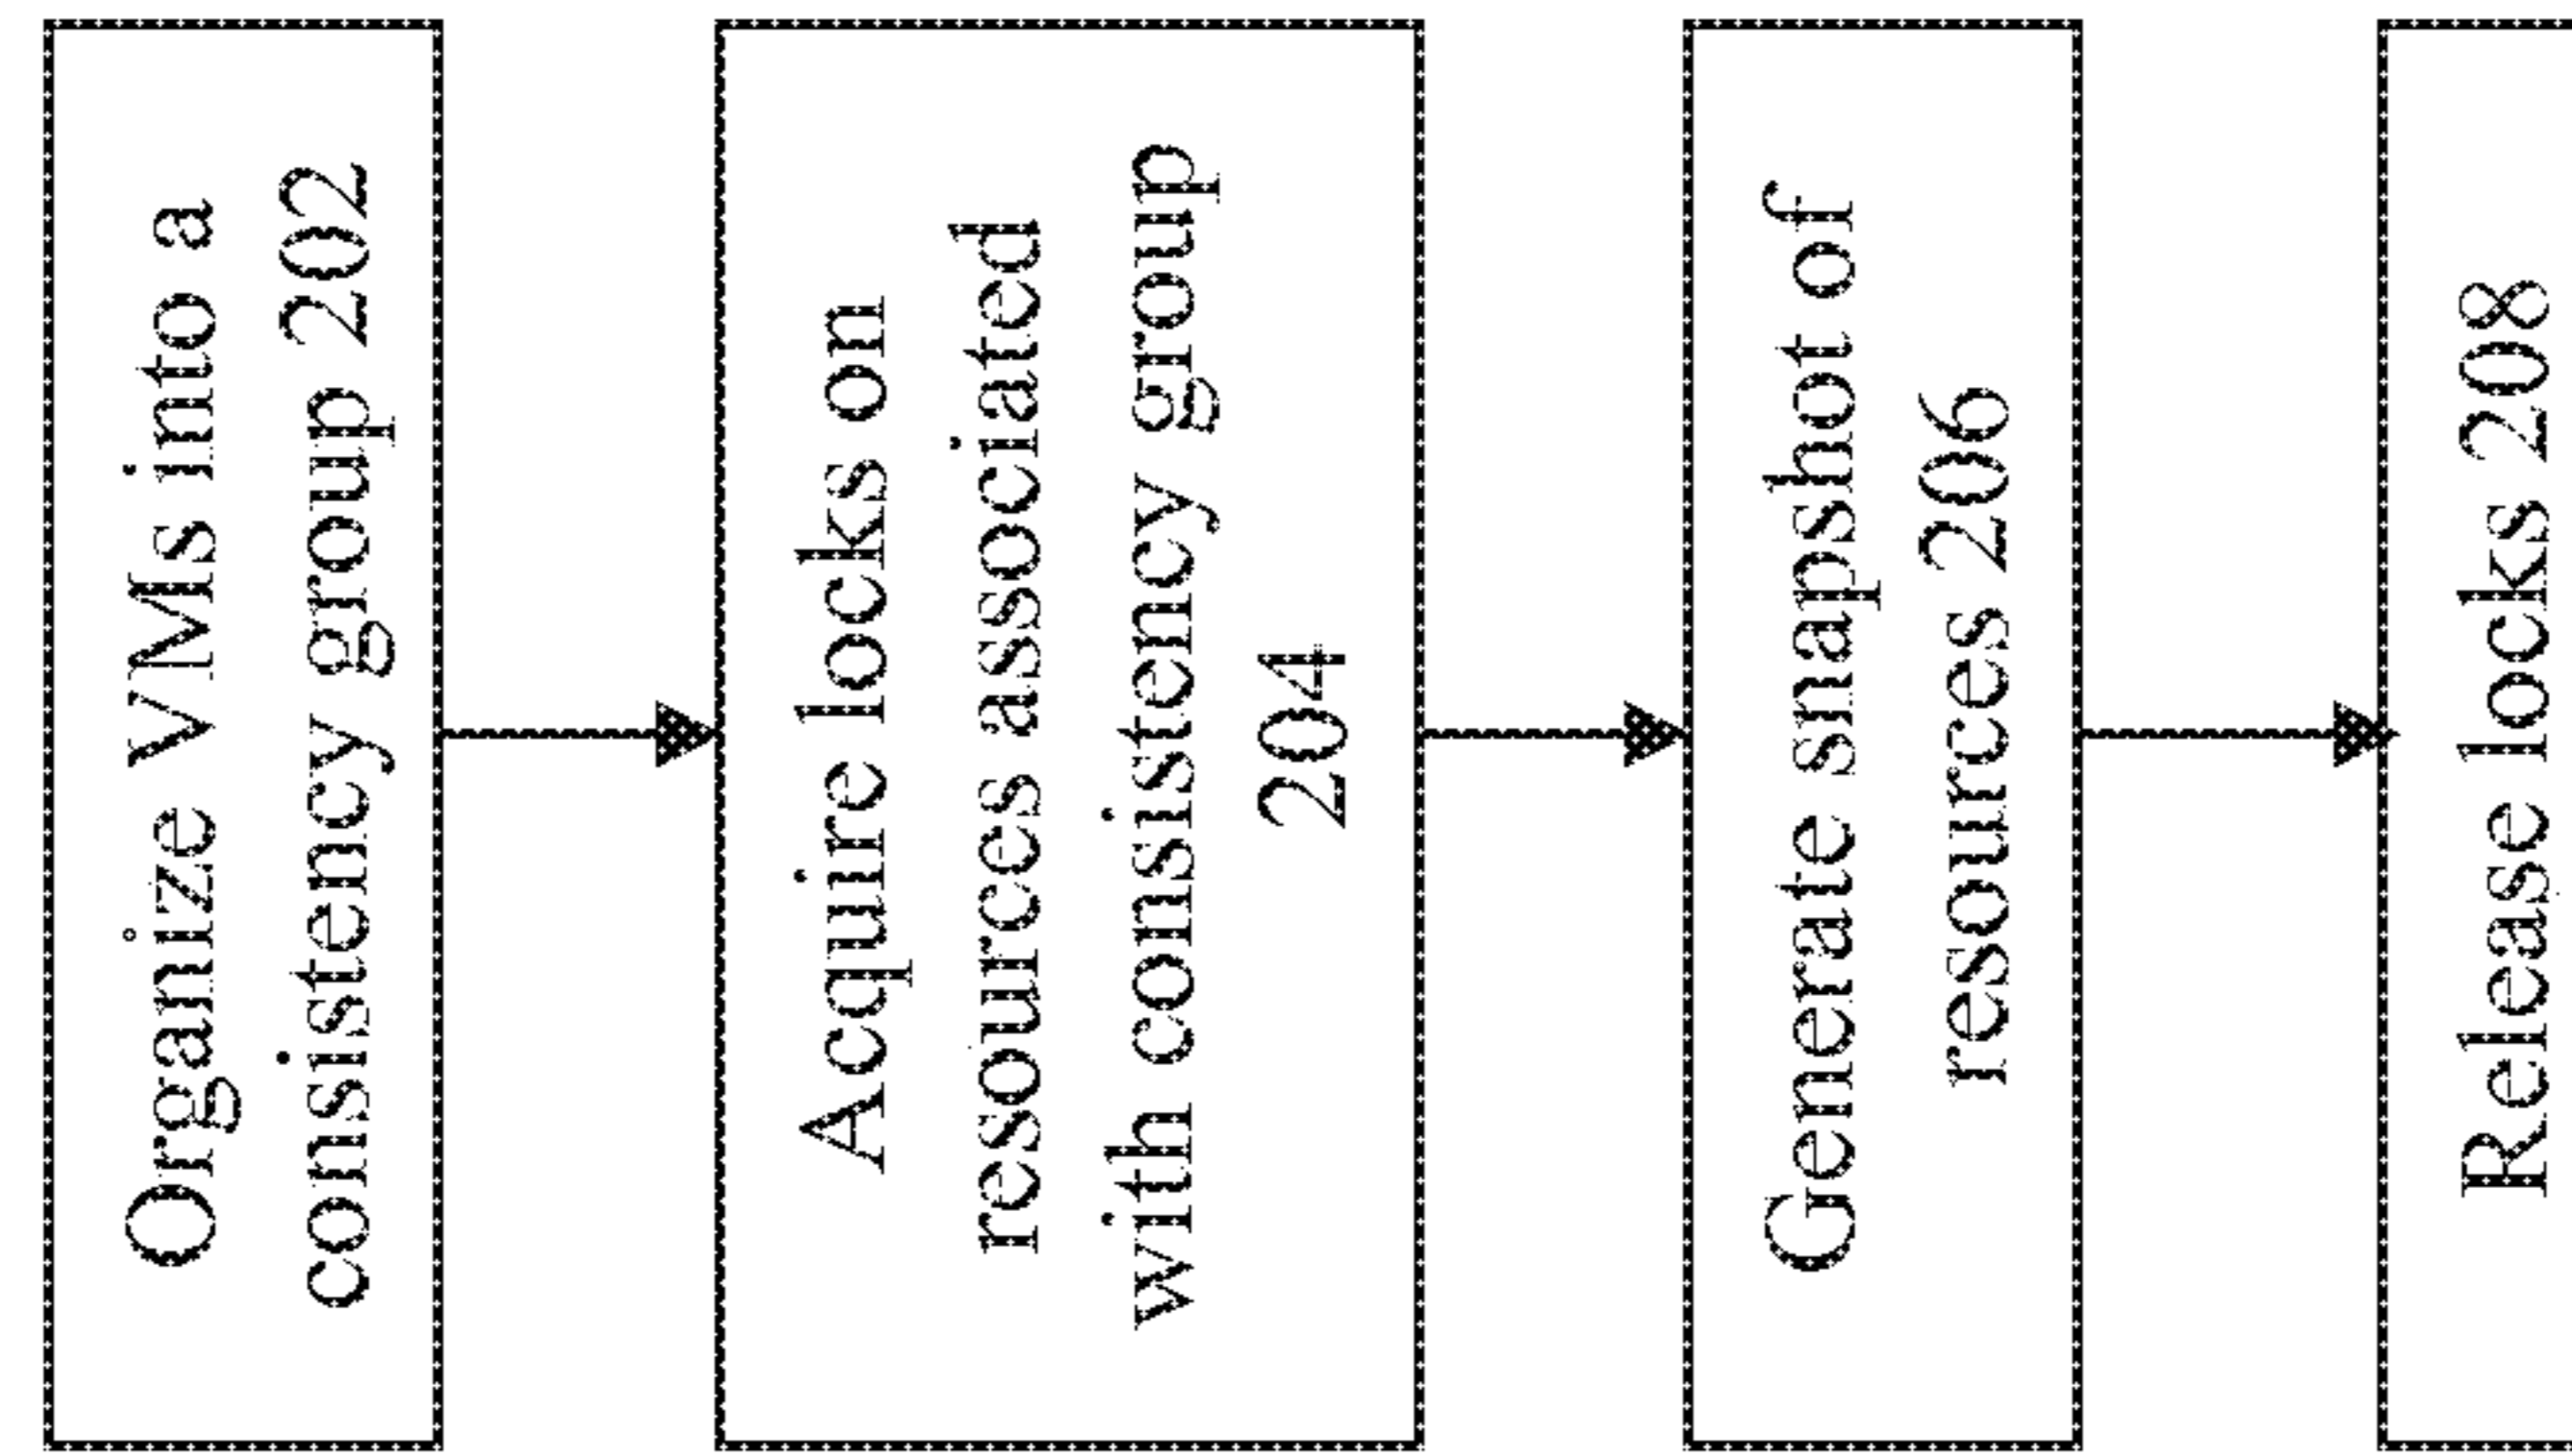 Organize VMs into a
consistency group 202
Acquire locks on
resources associated
with consistency group
204
Generate snapshot of
resources 206
Release locks 208